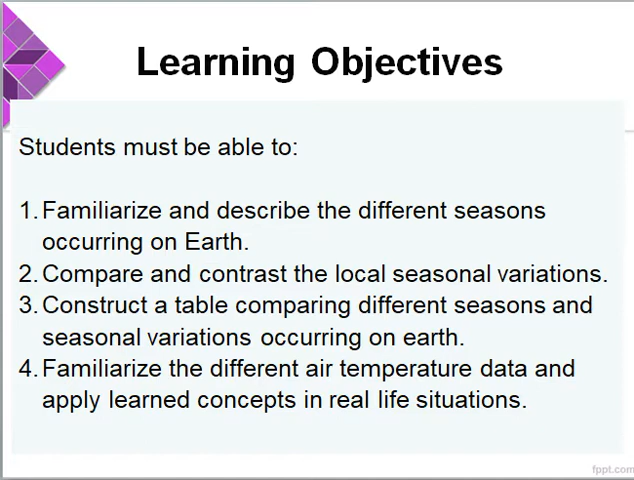 Learning Objectives
Students must be able to:
1. Familiarize and describe the different seasons
occurring on Earth.
2. Compare and contrast the local seasonal variations.
3. Construct a table comparing different seasons and
seasonal variations occurring on earth.
4. Familiarize the different air temperature data and
apply learned concepts in real life situations.
fppt.com